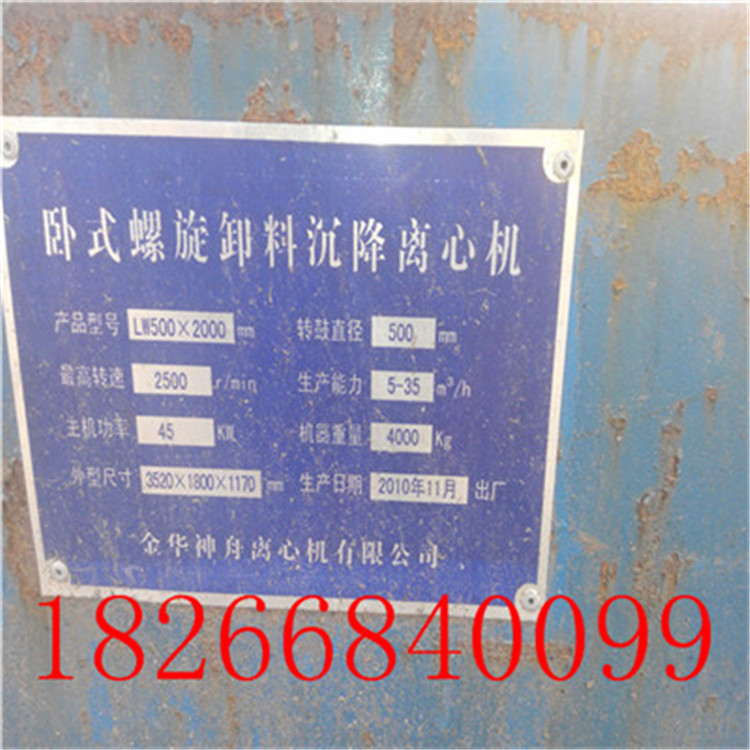 卧式螺旋卸料沉降离心机
产品型号 LW500×2000 mm 转鼓直径 500 mm
最高转速 2500 r/min 生产能力 5-35 m³/h
主机功率 45 KW 机器重量 4000 Kg
外型尺寸 3520×1800×1170 mm 生产日期 2010年11月 出厂
金华神舟离心机有限公司
18266840099